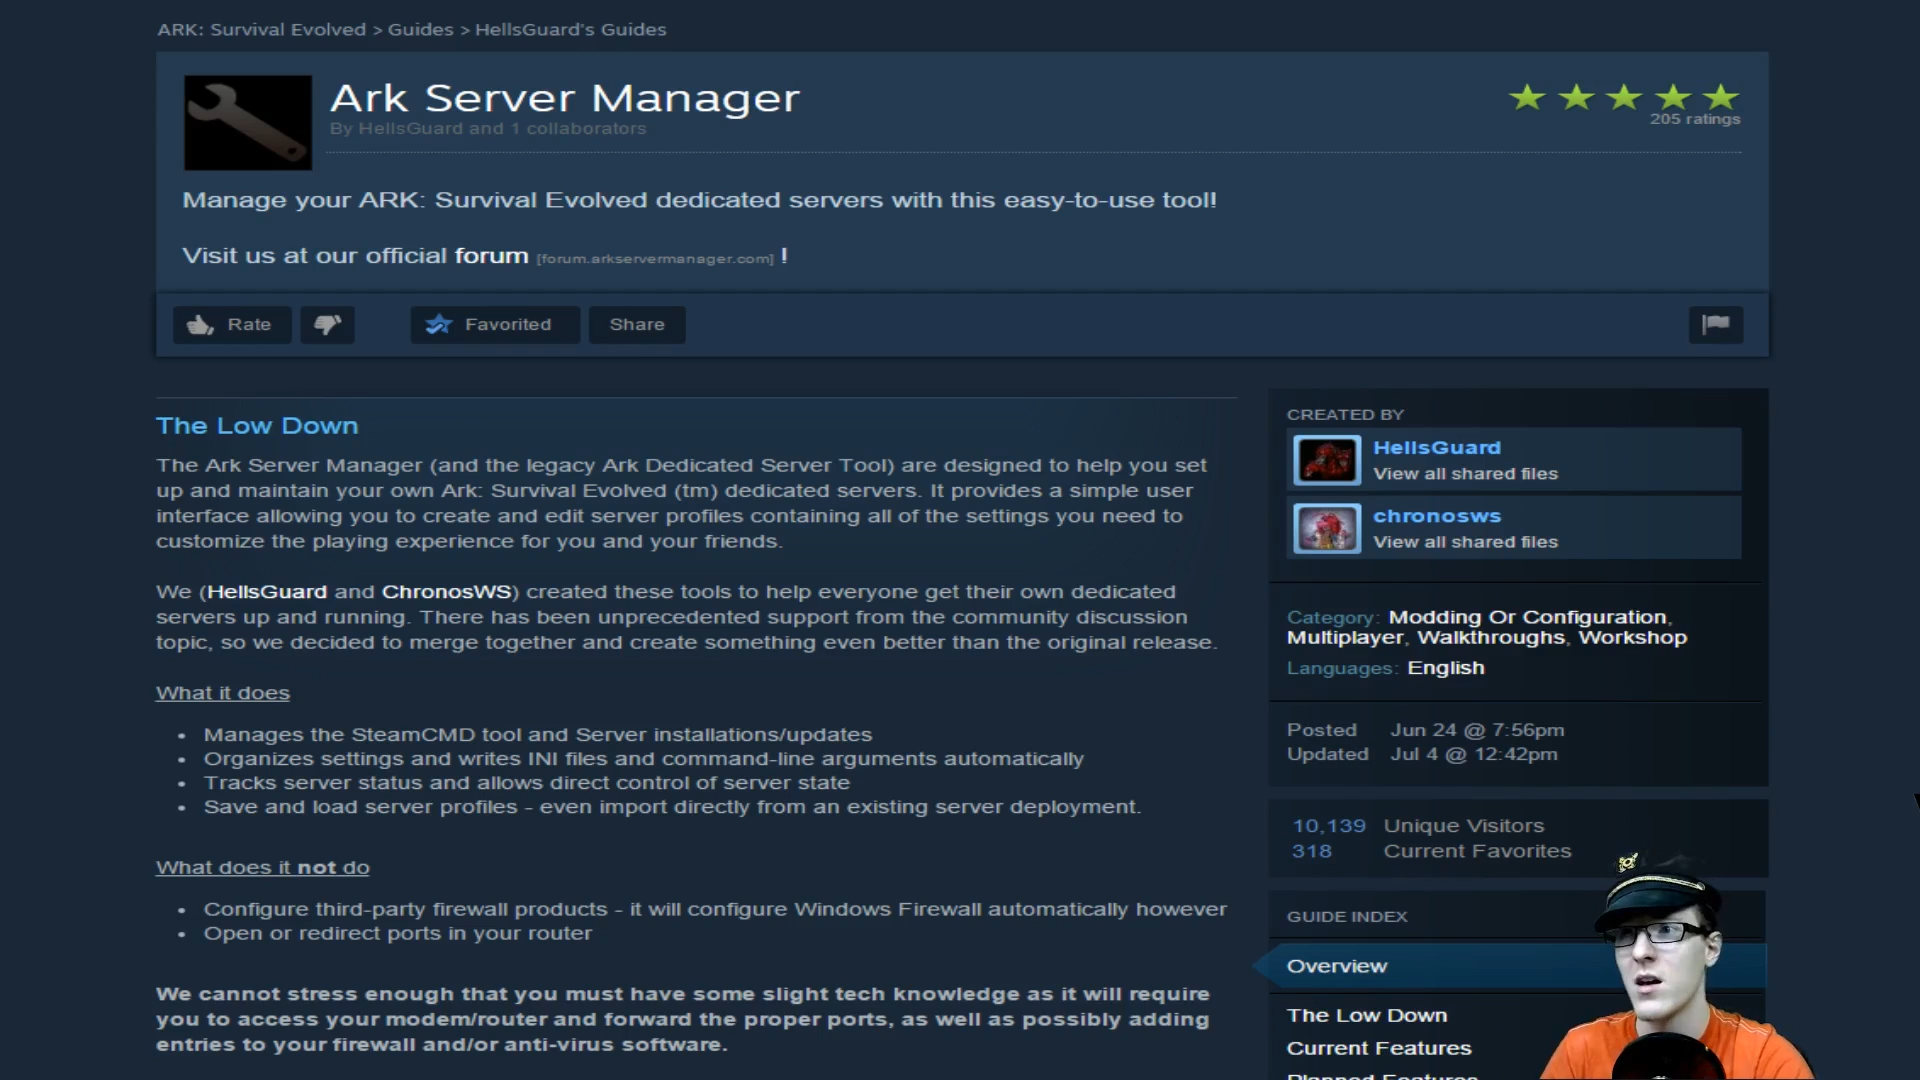 ARK: Survival Evolved > Guides > HellsGuard's Guides
Ark Server Manager
By HellsGuard and 1 collaborators
205 ratings
Manage your ARK: Survival Evolved dedicated servers with this easy-to-use tool!
Visit us at our official forum [forum.arkservermanager.com] !
Rate
Favorited
Share
The Low Down
The Ark Server Manager (and the legacy Ark Dedicated Server Tool) are designed to help you set
up and maintain your own Ark: Survival Evolved (tm) dedicated servers. It provides a simple user
interface allowing you to create and edit server profiles containing all of the settings you need to
customize the playing experience for you and your friends.
We (HellsGuard and ChronosWS) created these tools to help everyone get their own dedicated
servers up and running. There has been unprecedented support from the community discussion
topic, so we decided to merge together and create something even better than the original release.
What it does
• Manages the SteamCMD tool and Server installations/updates
• Organizes settings and writes INI files and command-line arguments automatically
• Tracks server status and allows direct control of server state
• Save and load server profiles - even import directly from an existing server deployment.
What does it not do
• Configure third-party firewall products - it will configure Windows Firewall automatically however
• Open or redirect ports in your router
We cannot stress enough that you must have some slight tech knowledge as it will require
you to access your modem/router and forward the proper ports, as well as possibly adding
entries to your firewall and/or anti-virus software.
CREATED BY
HellsGuard
View all shared files
chronosws
View all shared files
Category: Modding Or Configuration,
Multiplayer, Walkthroughs, Workshop
Languages: English
Posted Jun 24 @ 7:56pm
Updated Jul 4 @ 12:42pm
10,139 Unique Visitors
318 Current Favorites
GUIDE INDEX
Overview
The Low Down
Current Features
Planned Features